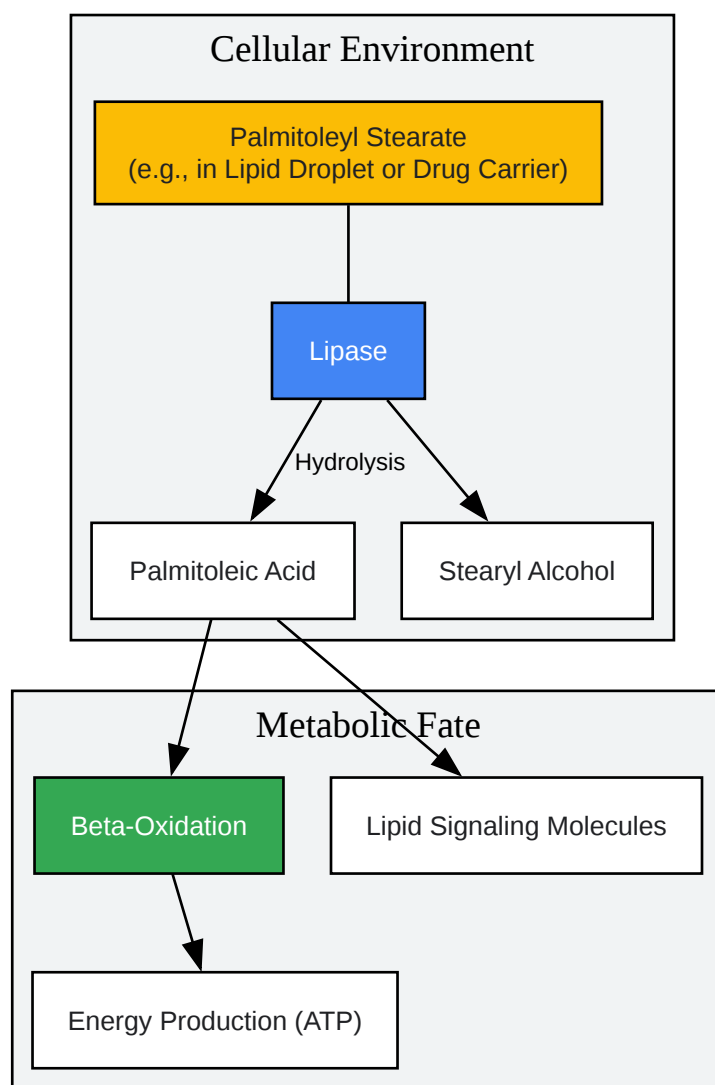 Cellular Environment
Palmitoleyl Stearate
(e.g., in Lipid Droplet or Drug Carrier)
Lipase
Hydrolysis
Palmitoleic Acid
Stearyl Alcohol
Metabolic Fate
Beta-Oxidation
Lipid Signaling Molecules
Energy Production (ATP)